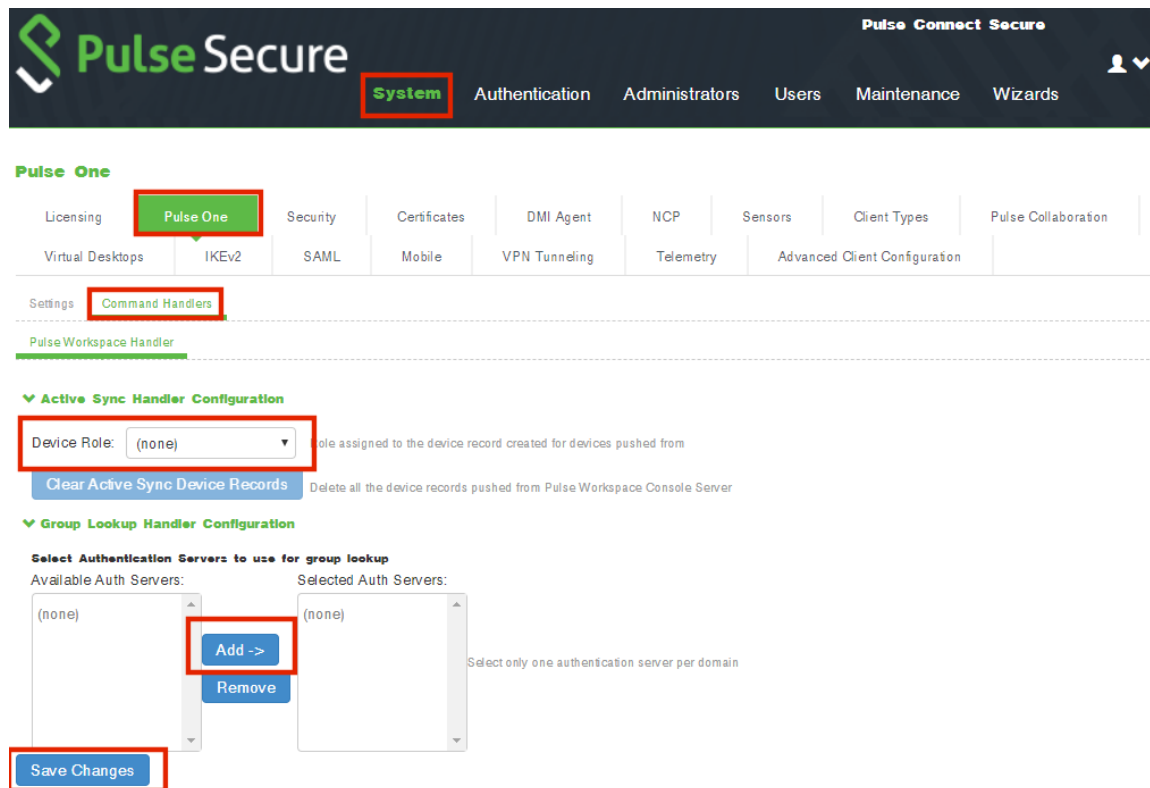 Pulse Connect Secure
Pulse Secure
System Authentication Administrators Users Maintenance Wizards
Pulse One
Licensing Pulse One Security Certificates DMI Agent NCP Sensors Client Types Pulse Collaboration
Virtual Desktops IKEv2 SAML Mobile VPN Tunneling Telemetry Advanced Client Configuration
Settings Command Handlers
Pulse Workspace Handler
Active Sync Handler Configuration
Device Role: (none) Role assigned to the device record created for devices pushed from
Clear Active Sync Device Records Delete all the device records pushed from Pulse Workspace Console Server
Group Lookup Handler Configuration
Select Authentication Servers to use for group lookup
Available Auth Servers: Selected Auth Servers:
(none) (none)
Add ->
Select only one authentication server per domain
Remove
Save Changes